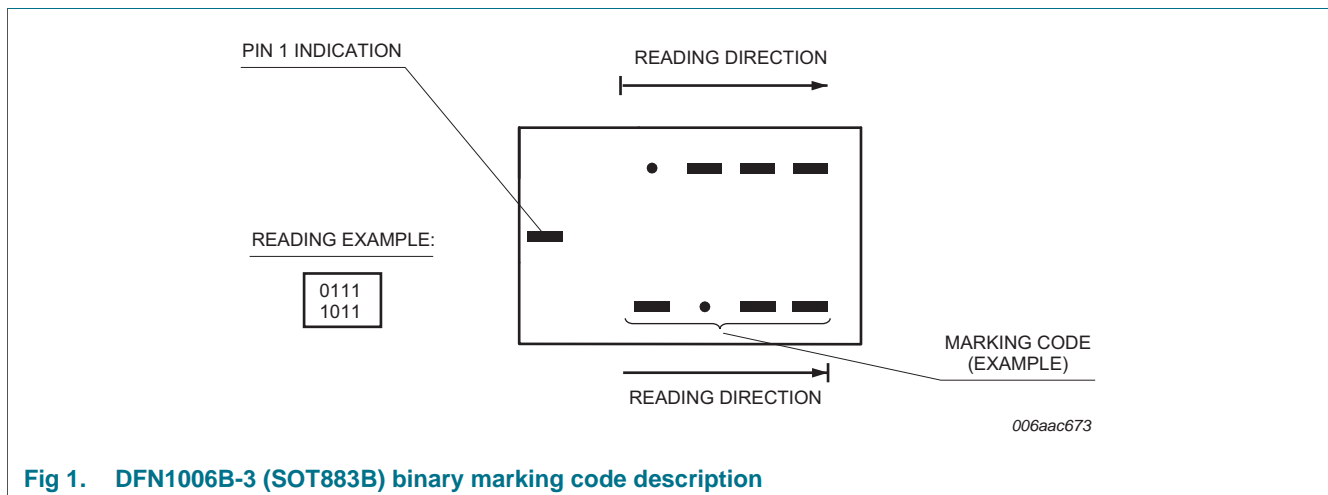 PIN 1 INDICATION
READING DIRECTION
READING EXAMPLE:
0111
1011
MARKING CODE
(EXAMPLE)
READING DIRECTION
006aac673
Fig 1. DFN1006B-3 (SOT883B) binary marking code description